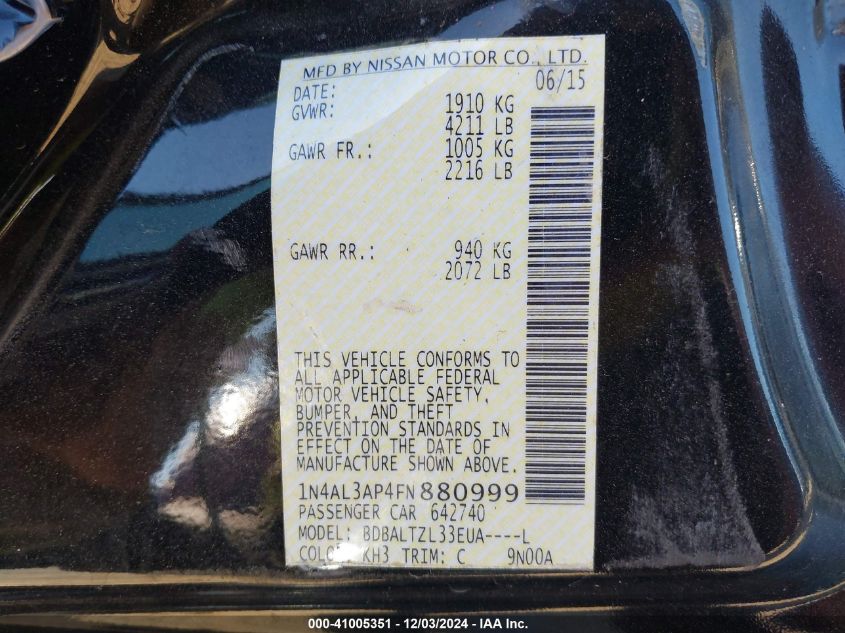 MFD BY NISSAN MOTOR CO., LTD.
DATE: 06/15
GVWR: 1910 KG
4211 LB
GAWR FR.: 1005 KG
2216 LB
GAWR RR.: 940 KG
2072 LB
THIS VEHICLE CONFORMS TO
ALL APPLICABLE FEDERAL
MOTOR VEHICLE SAFETY,
BUMPER, AND THEFT
PREVENTION STANDARDS IN
EFFECT ON THE DATE OF
MANUFACTURE SHOWN ABOVE.
1N4AL3AP4FN880999
PASSENGER CAR 642740
MODEL: BDBALTZL33EUA----L
KH3 TRIM: C 9N00A
000-41005351 - 12/03/2024 - IAA Inc.